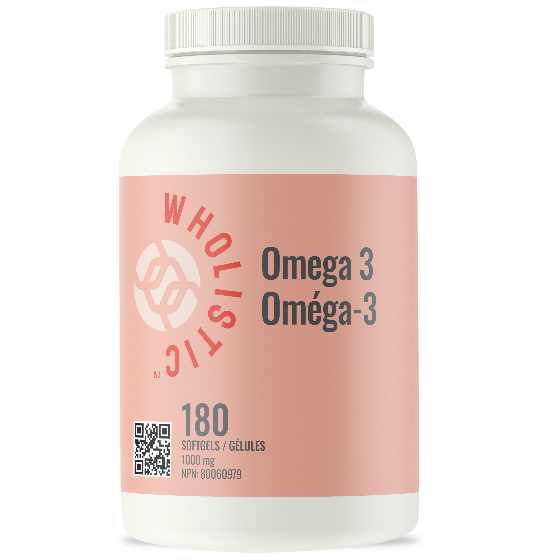 WHOLISTIC
Omega 3
Oméga-3
180
SOFTGELS / GÉLULES
1000 mg
NPN: 80060979